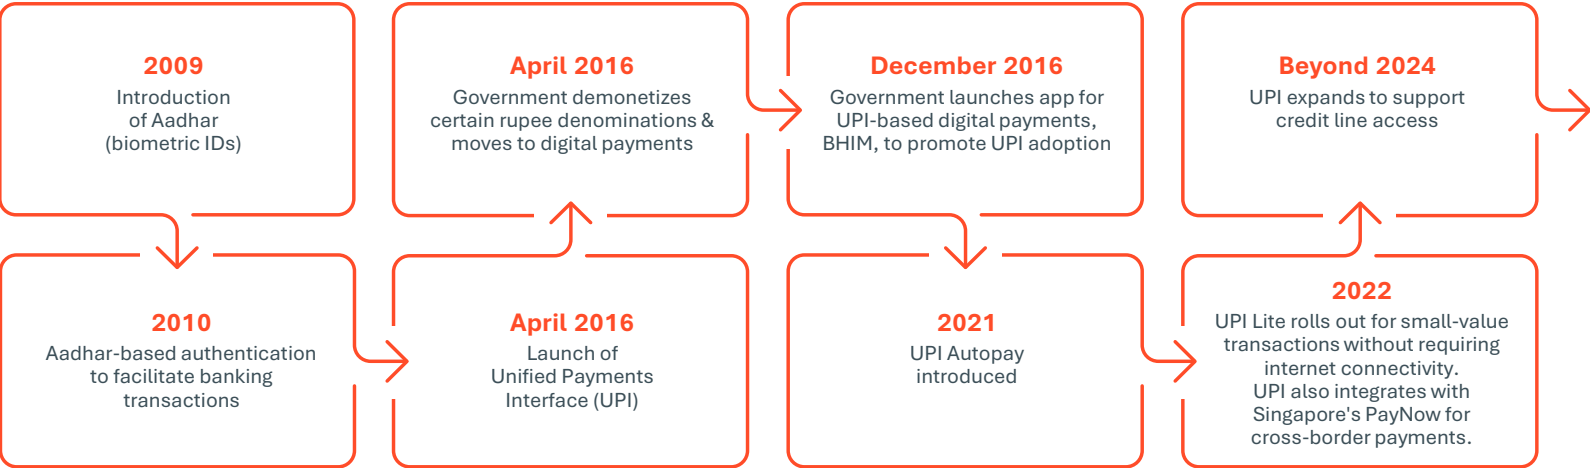 2009
Introduction
of Aadhar
(biometric IDs)
2010
Aadhar-based authentication
to facilitate banking
transactions
April 2016
Launch of
Unified Payments
Interface (UPI)
April 2016
Government demonetizes
certain rupee denominations &
moves to digital payments
December 2016
Government launches app for
UPI-based digital payments,
BHIM, to promote UPI adoption
2021
UPI Autopay
introduced
2022
UPI Lite rolls out for small-value
transactions without requiring
internet connectivity.
UPI also integrates with
Singapore's PayNow for
cross-border payments.
Beyond 2024
UPI expands to support
credit line access